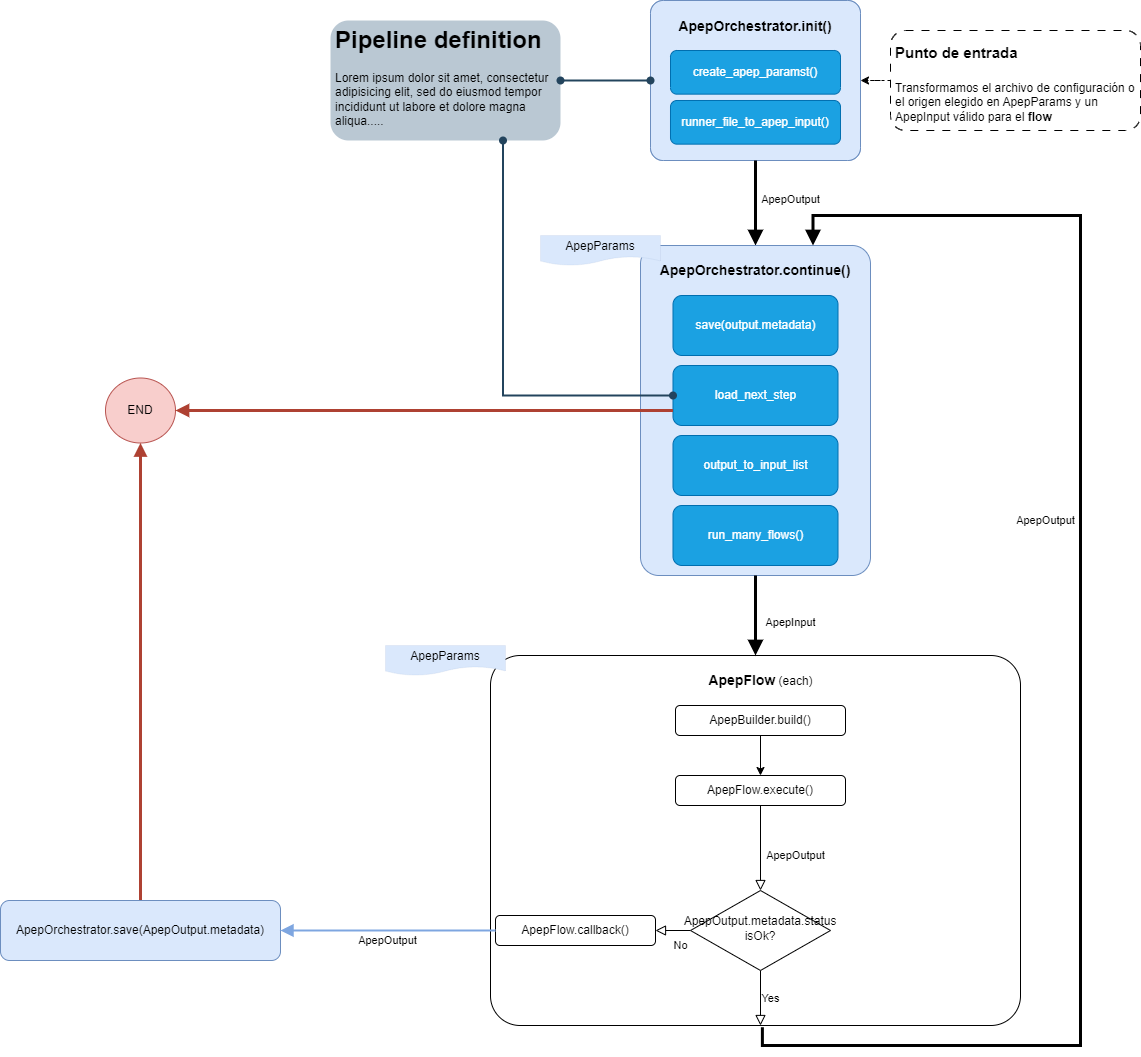 Pipeline definition
Lorem ipsum dolor sit amet, consectetur
adipisicing elit, sed do eiusmod tempor
incididunt ut labore et dolore magna
aliqua.....
ApepOrchestrator.init()
create_apep_paramst()
runner_file_to_apep_input()
Punto de entrada
Transformamos el archivo de configuración o
el origen elegido en ApepParams y un
ApepInput válido para el flow
ApepOutput
ApepParams
ApepOrchestrator.continue()
save(output.metadata)
load_next_step
output_to_input_list
run_many_flows()
END
ApepOutput
ApepInput
ApepParams
ApepFlow (each)
ApepBuilder.build()
ApepFlow.execute()
ApepOutput
ApepOutput.metadata.status
isOk?
No
ApepFlow.callback()
ApepOutput
ApepOrchestrator.save(ApepOutput.metadata)
Yes